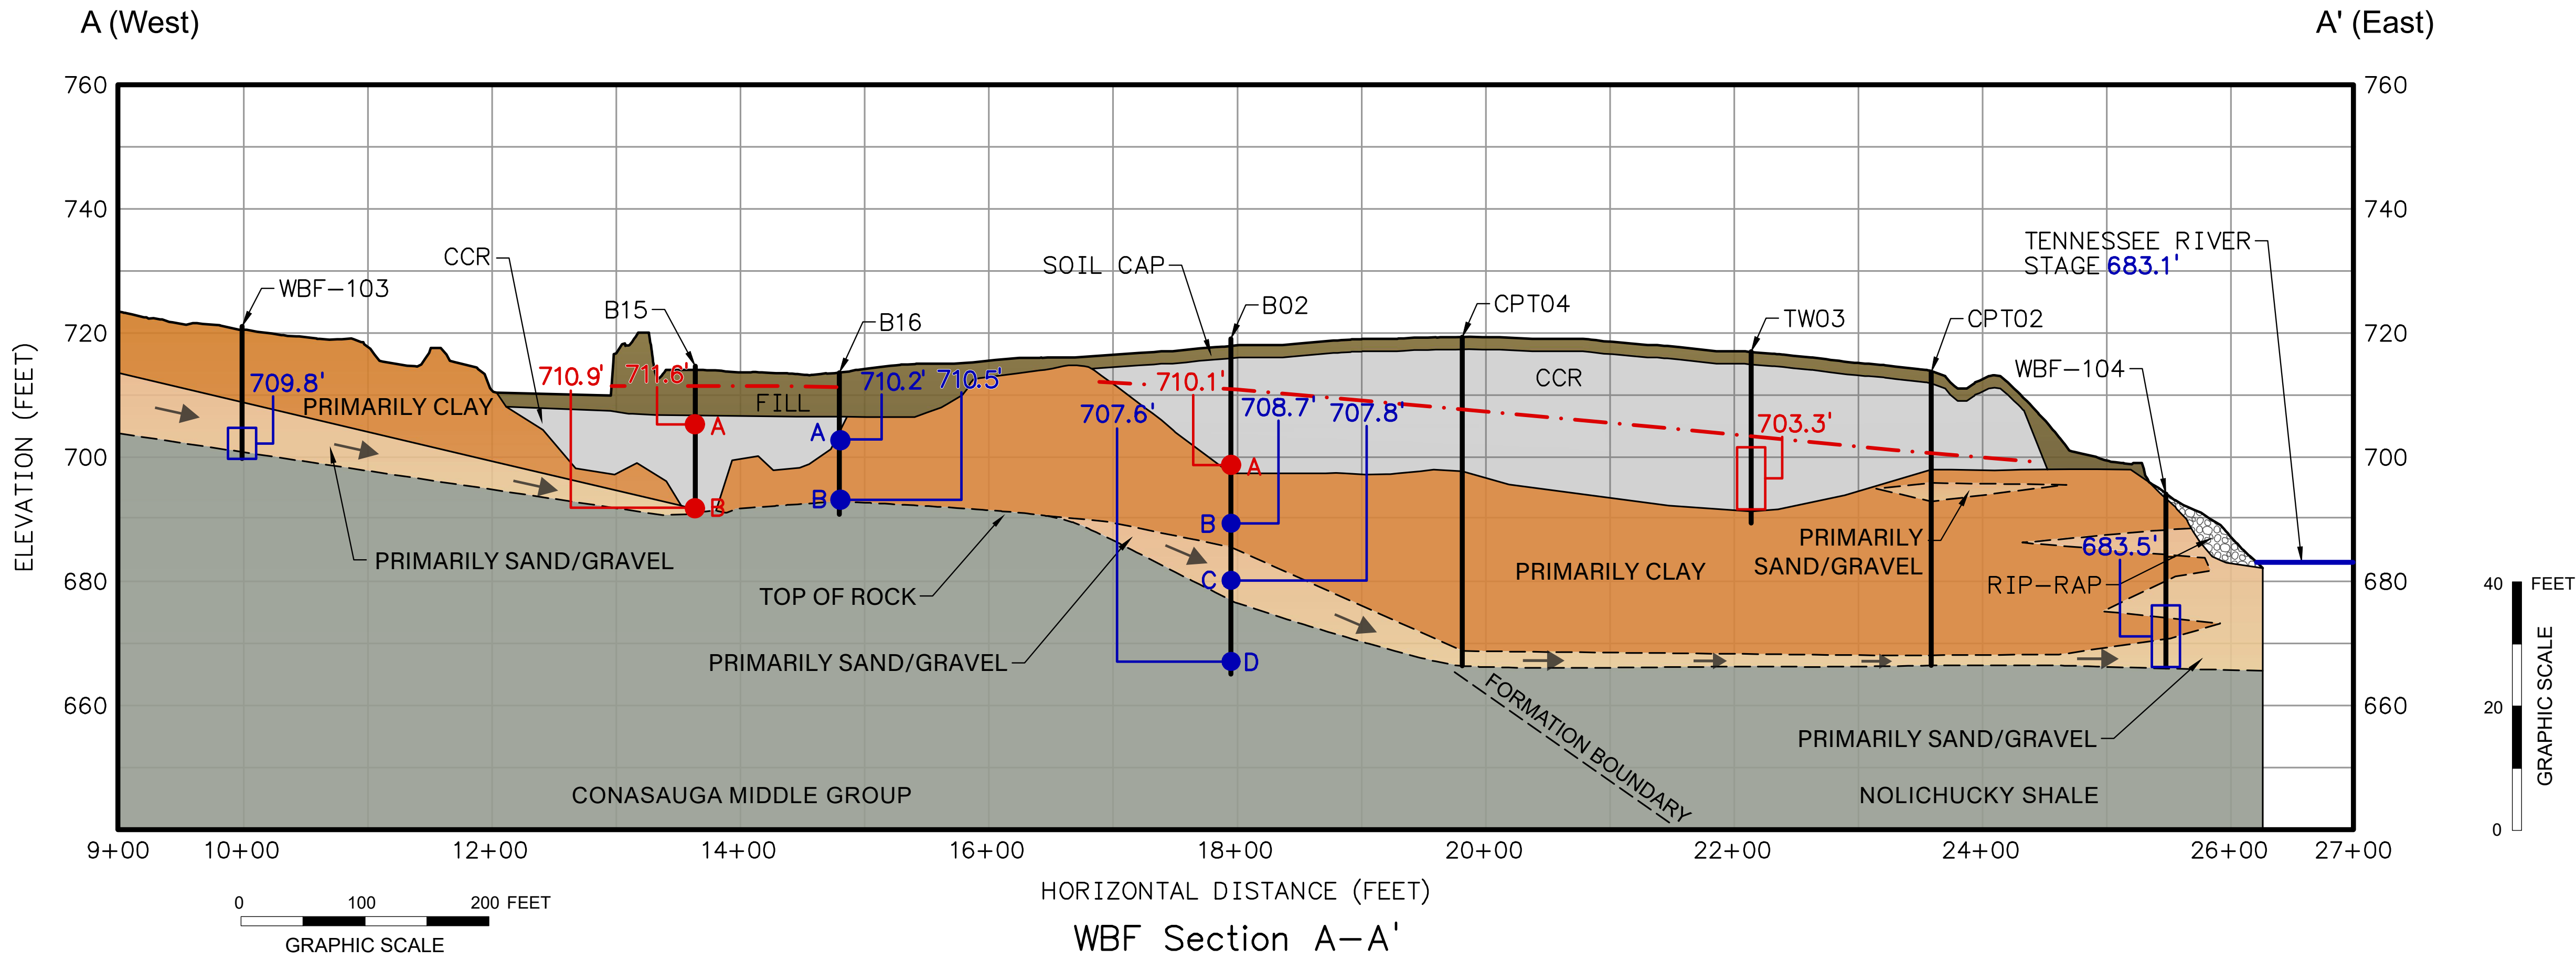 A (West)
A' (East)
760
760
740
740
TENNESSEE RIVER
STAGE 683.1'
CCR
SOIL CAP
WBF-103
B15
B16
B02
CPT04
TW03
CPT02
WBF-104
720
720
709.8'
710.9'
711.6'
710.2'
710.5'
710.1'
CCR
PRIMARILY CLAY
FILL
707.6'
708.7'
707.8'
703.3'
A
A
A
700
700
B
B
B
C
D
ELEVATION (FEET)
PRIMARILY SAND/GRAVEL
PRIMARILY
SAND/GRAVEL
683.5'
PRIMARILY CLAY
RIP-RAP
680
680
TOP OF ROCK
PRIMARILY SAND/GRAVEL
FORMATION BOUNDARY
PRIMARILY SAND/GRAVEL
660
660
CONASAUGA MIDDLE GROUP
NOLICHUCKY SHALE
40 FEET
20
0
GRAPHIC SCALE
9+00
10+00
12+00
14+00
16+00
18+00
20+00
22+00
24+00
26+00
27+00
HORIZONTAL DISTANCE (FEET)
0 100 200 FEET
GRAPHIC SCALE
WBF Section A-A'